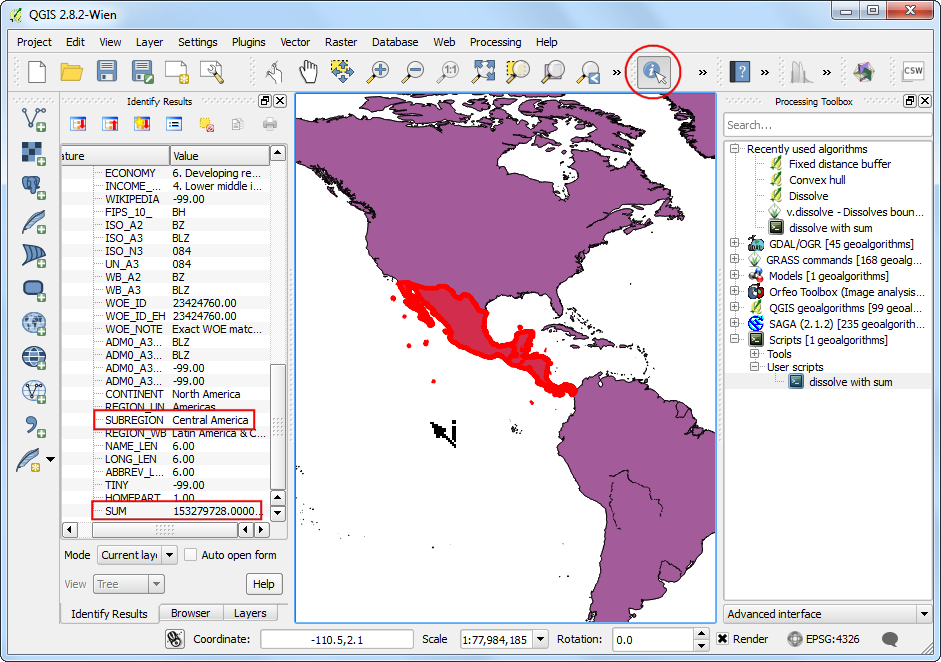 QGIS 2.8.2-Wien
Project Edit View Layer Settings Plugins Vector Raster Database Web Processing Help
CSW
Identify Results
ature Value
ECONOMY 6. Developing re...
INCOME_... 4. Lower middle i...
WIKIPEDIA -99.00
FIPS_10_ BH
ISO_A2 BZ
ISO_A3 BLZ
ISO_N3 084
UN_A3 084
WB_A2 BZ
WB_A3 BLZ
WOE_ID 23424760.00
WOE_ID_EH 23424760.00
WOE_NOTE Exact WOE matc...
ADM0_A3... BLZ
ADM0_A3... BLZ
ADM0_A3... -99.00
ADM0_A3... -99.00
CONTINENT North America
REGION_UN Americas
SUBREGION Central America
REGION_WB Latin America & C...
NAME_LEN 6.00
LONG_LEN 6.00
ABBREV_L... 6.00
TINY -99.00
HOMEPART 1.00
SUM 153279728.0000...
Mode Current laye Auto open form
View Tree Help
Identify Results Browser Layers
Processing Toolbox
Search...
Recently used algorithms
Fixed distance buffer
Convex hull
Dissolve
v.dissolve - Dissolves boun...
dissolve with sum
GDAL/OGR [45 geoalgorithms]
GRASS commands [168 geoalg...
Models [1 geoalgorithms]
Orfeo Toolbox (Image analysis...
QGIS geoalgorithms [99 geoalg...
SAGA (2.1.2) [235 geoalgorith...
Scripts [1 geoalgorithms]
Tools
User scripts
dissolve with sum
Advanced interface
Coordinate: -110.5,2.1 Scale 1:77,984,185 Rotation: 0.0 Render EPSG:4326